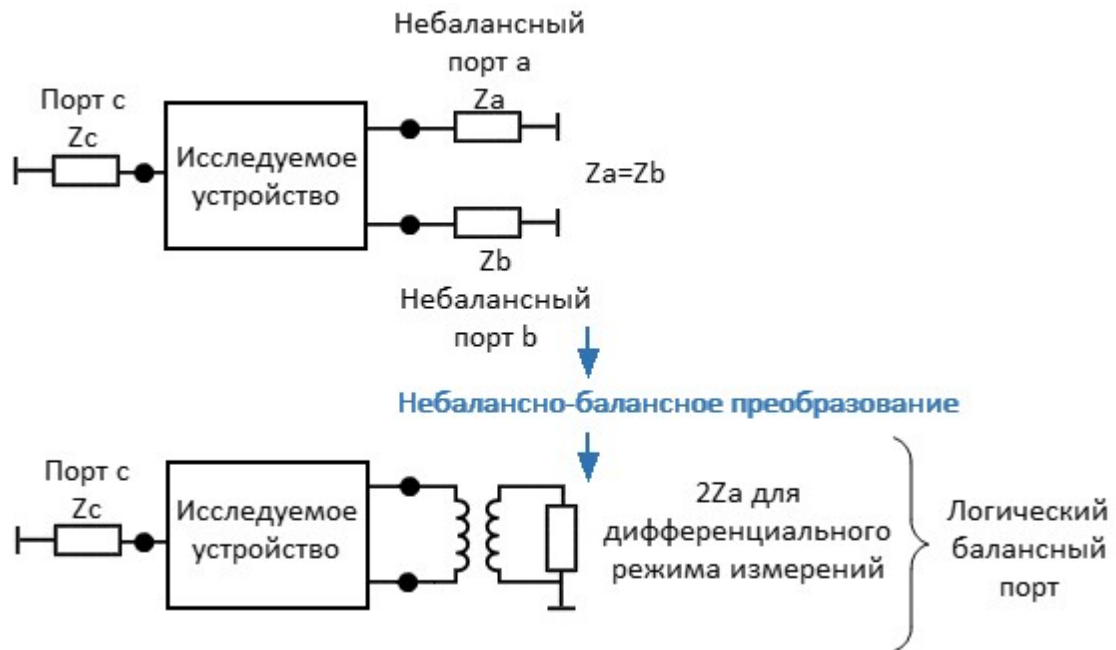 Небалансный
порт a
Za
Порт c
Zc
Исследуемое
устройство
Za=Zb
Zb
Небалансный
порт b
Небалансно-балансное преобразование
Порт c
Zc
Исследуемое
устройство
2Za для
дифференциального
режима измерений
Логический
балансный
порт